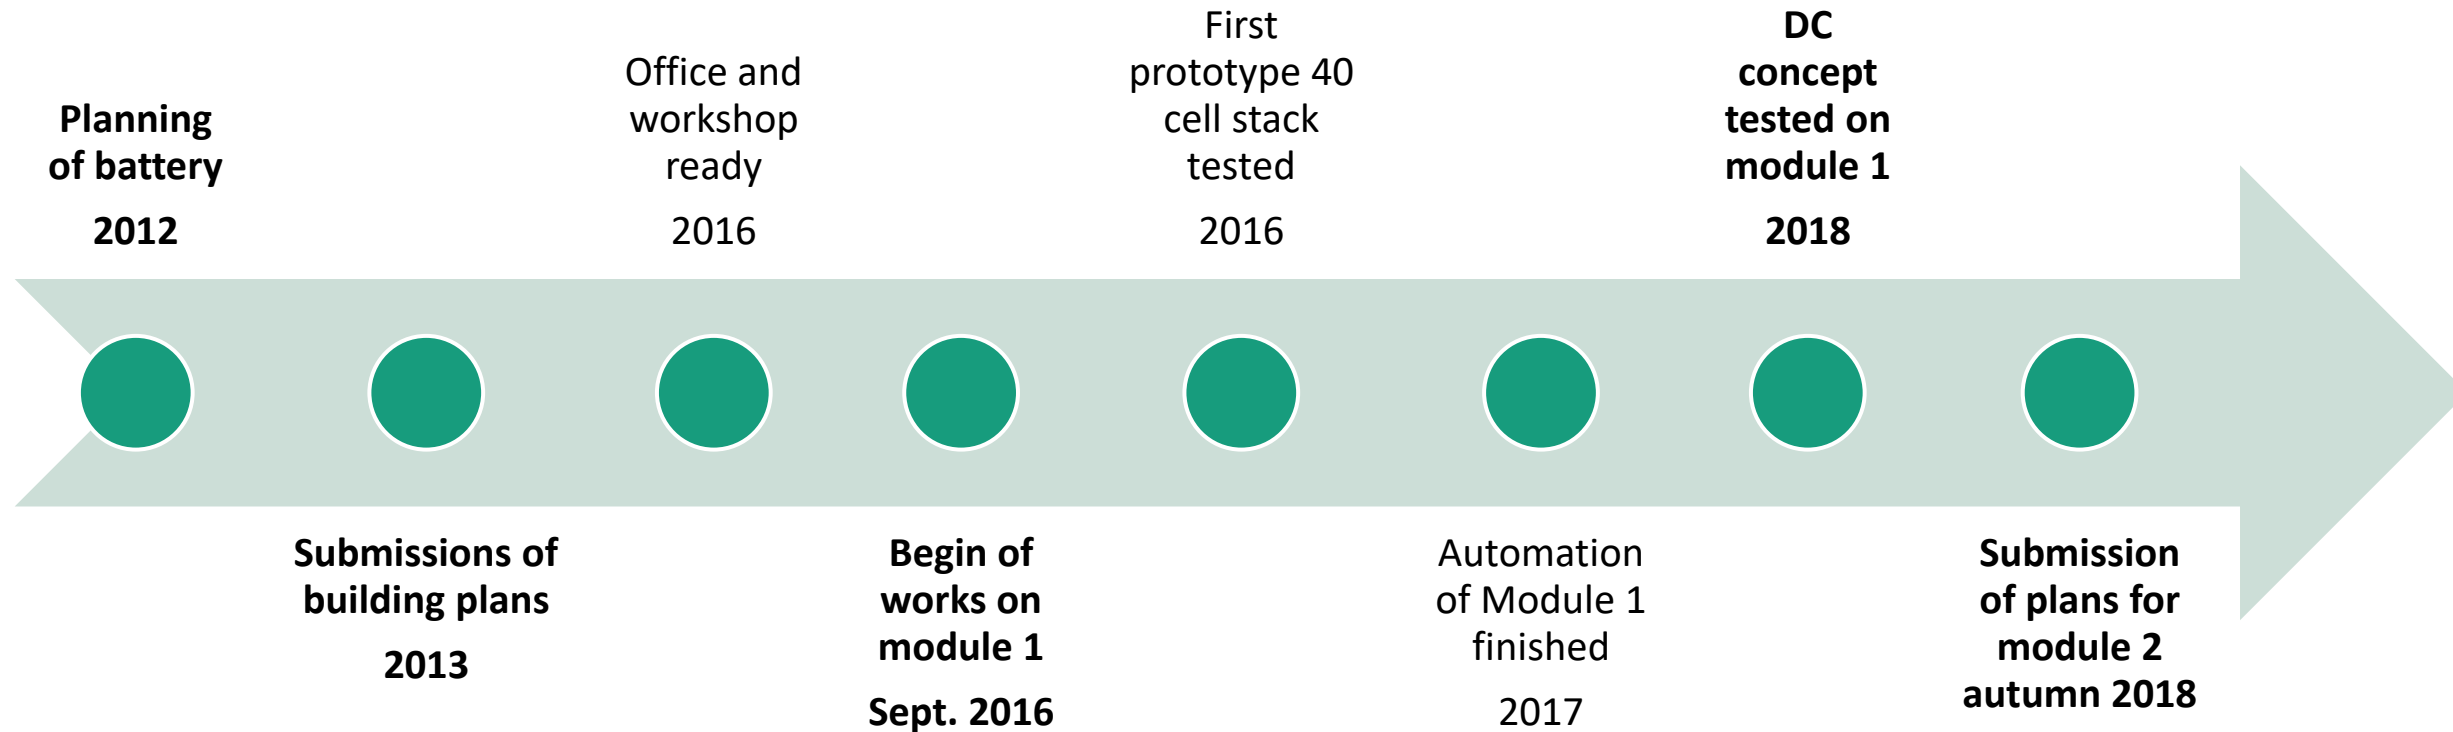 Planning
of battery
2012
Submissions of
building plans
2013
Office and
workshop
ready
2016
Begin of
works on
module 1
Sept. 2016
First
prototype 40
cell stack
tested
2016
Automation
of Module 1
finished
2017
DC
concept
tested on
module 1
2018
Submission
of plans for
module 2
autumn 2018